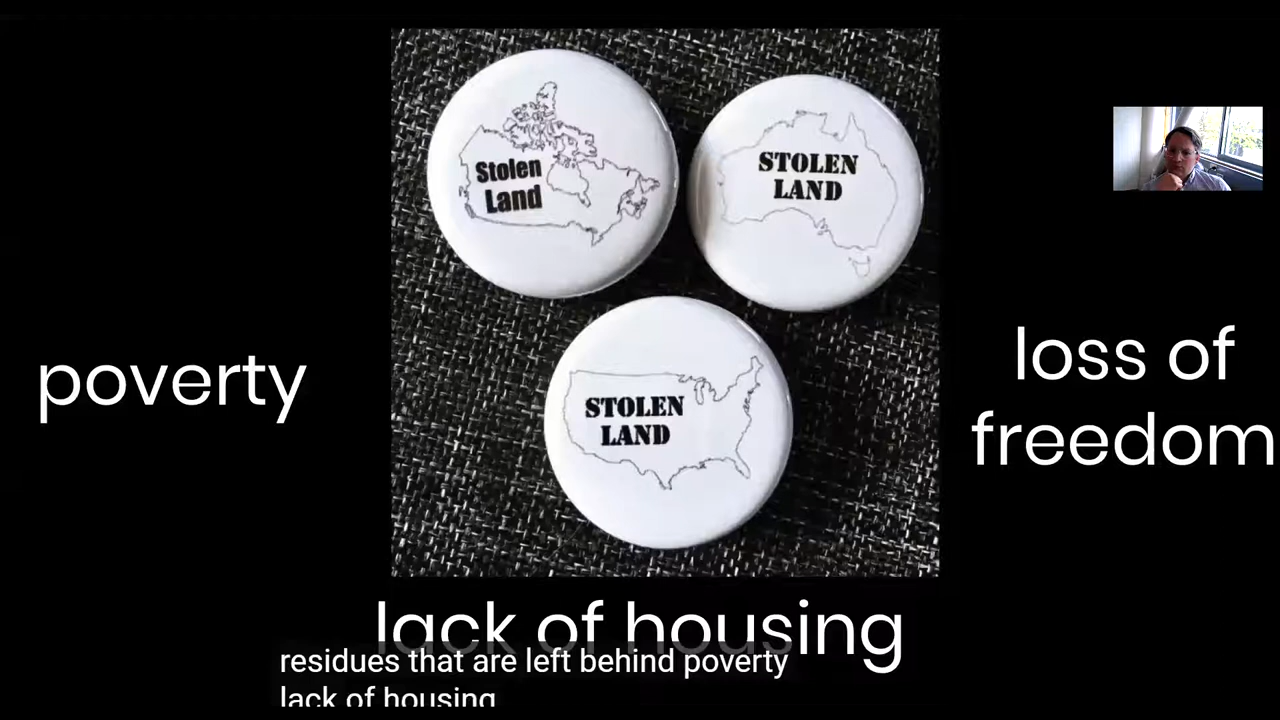 Stolen
Land
STOLEN
LAND
STOLEN
LAND
poverty
loss of
freedom
lack of housing
residues that are left behind poverty
lack of housing